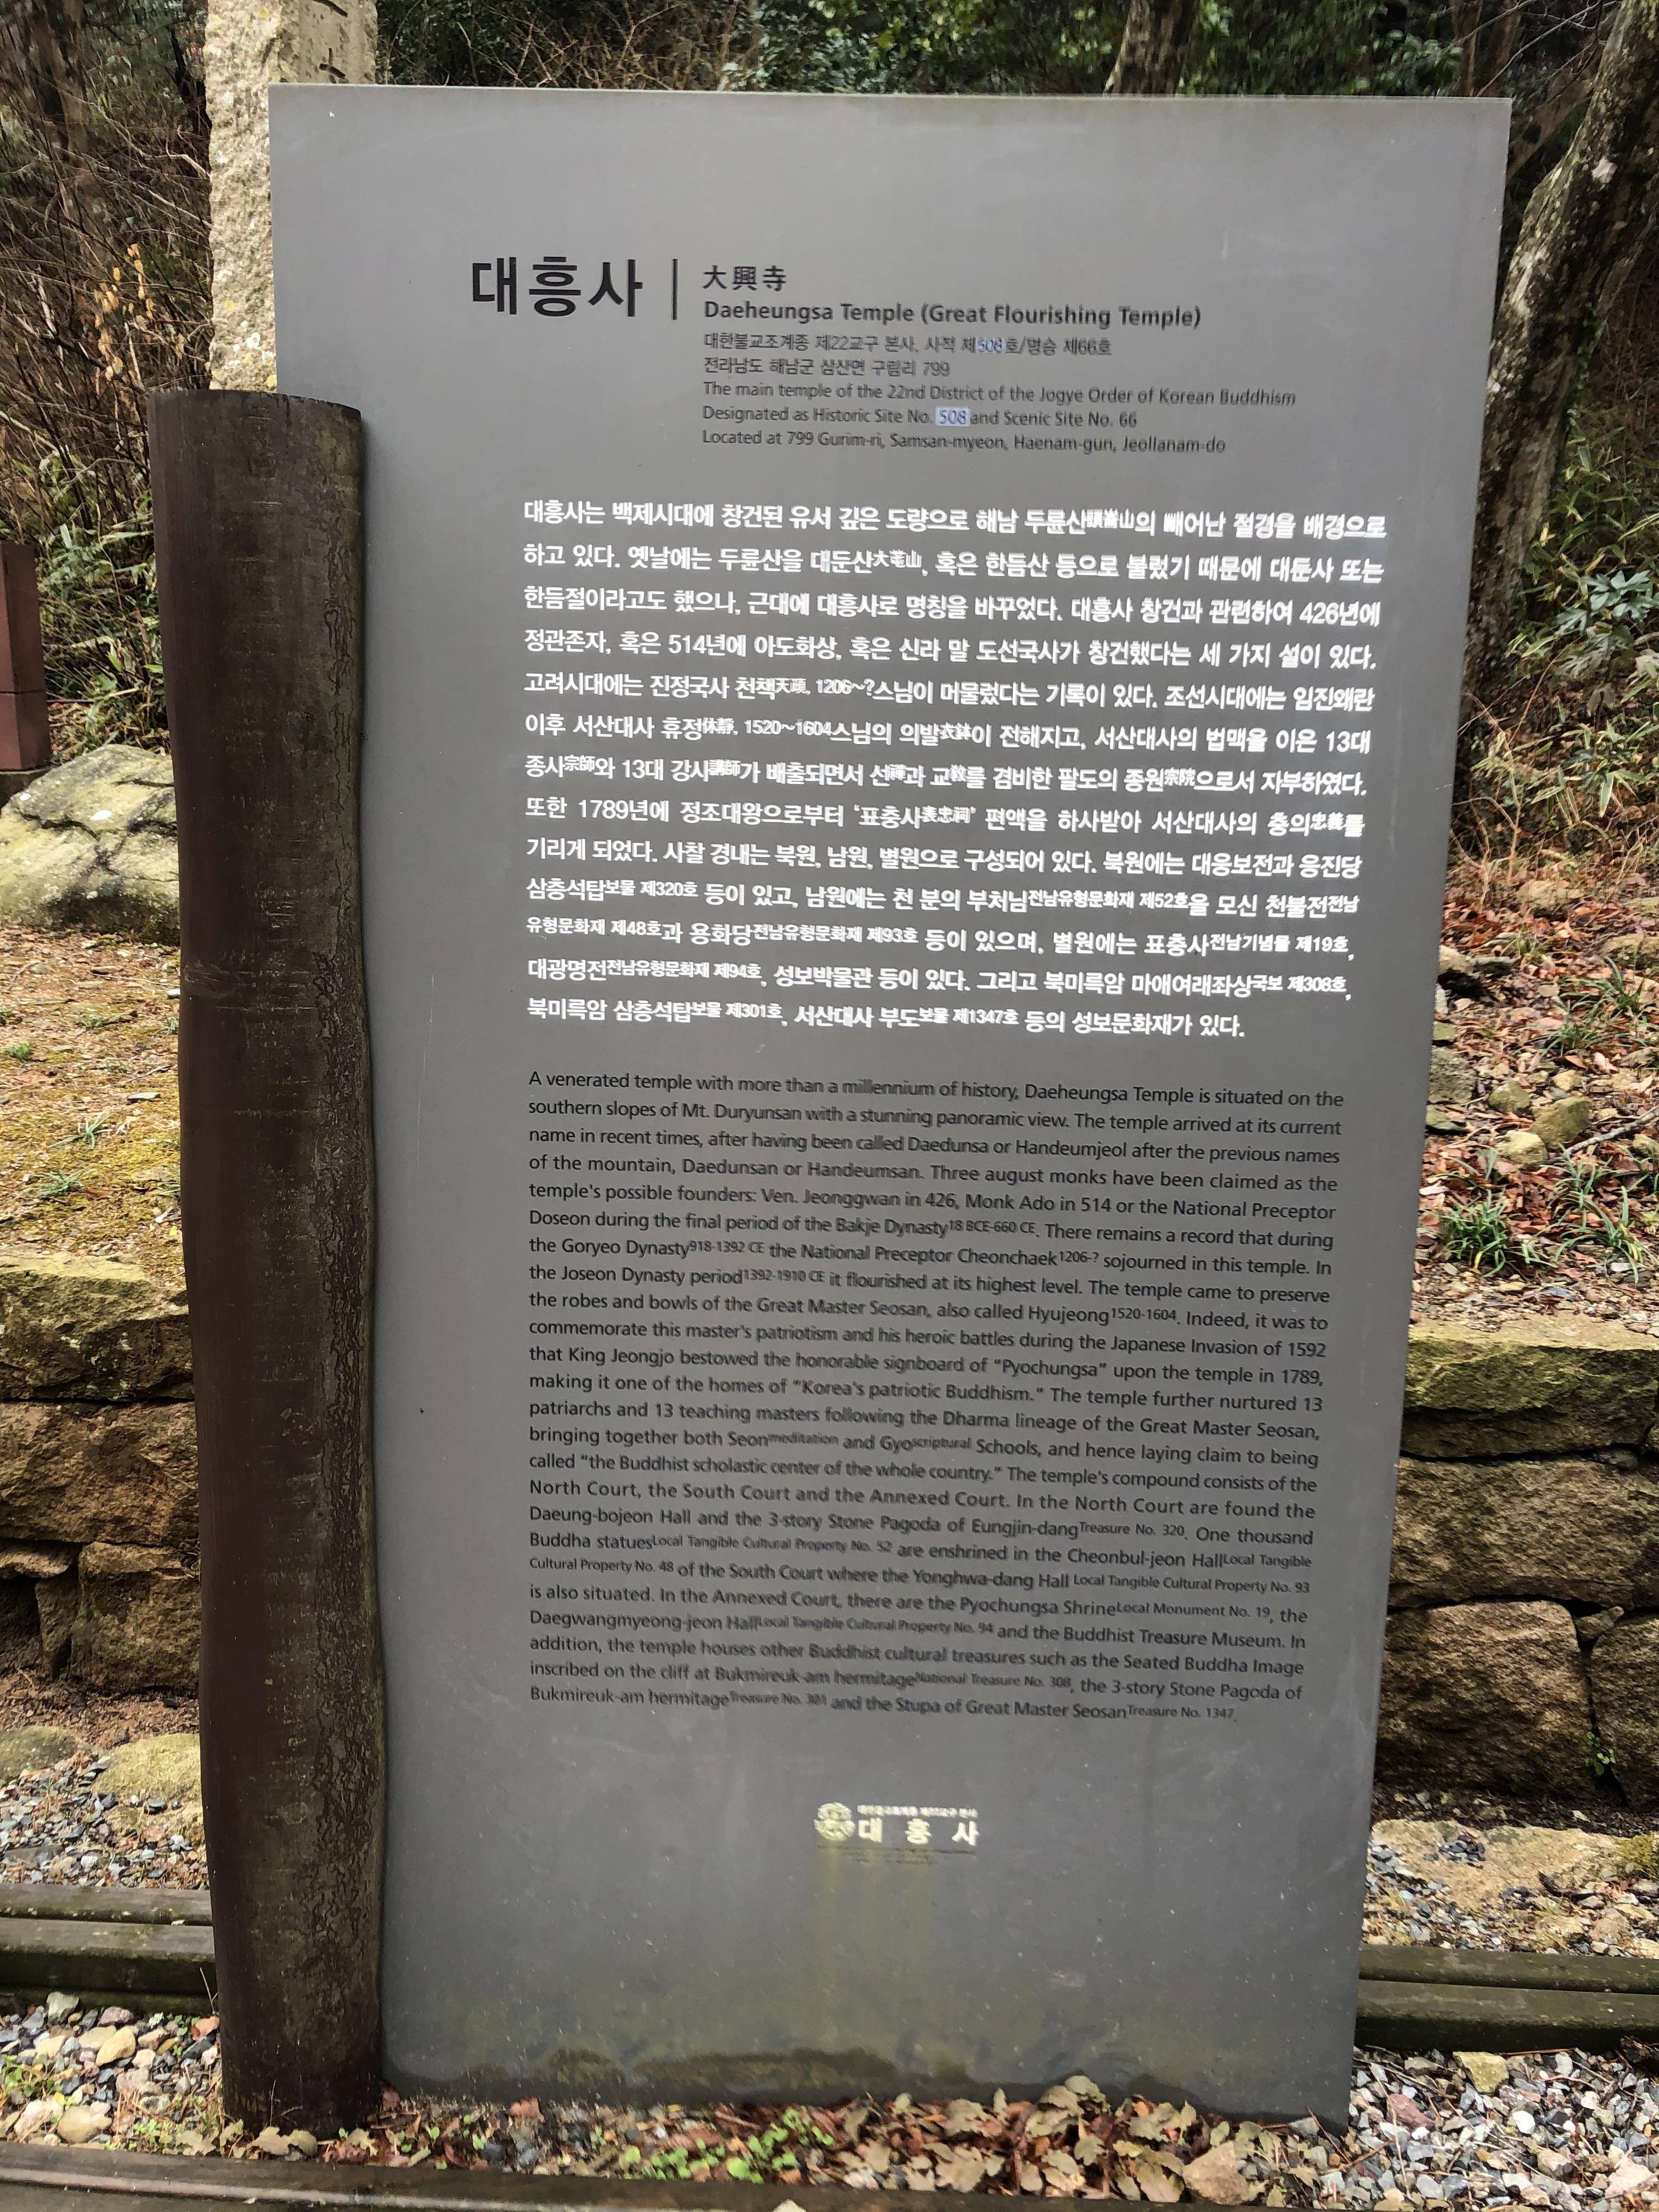 대흥사
大興寺
Daeheungsa Temple (Great Flourishing Temple)
대한불교조계종 제22교구 본사, 사적 제508호/명승 제66호
전라남도 해남군 삼산면 구림리 799
The main temple of the 22nd District of the Jogye Order of Korean Buddhism
Designated as Historic Site No. 508 and Scenic Site No. 66
Located at 799 Gurim-ri, Samsan-myeon, Haenam-gun, Jeollanam-do
대흥사는 백제시대에 창건된 유서 깊은 도량으로 해남 두륜산頭崙山의 빼어난 절경을 배경으로
하고 있다. 옛날에는 두륜산을 대둔산大芚山, 혹은 한듬산 등으로 불렀기 때문에 대둔사 또는
한듬절이라고도 했으나, 근대에 대흥사로 명칭을 바꾸었다. 대흥사 창건과 관련하여 426년에
정관존자, 혹은 514년에 아도화상, 혹은 신라 말 도선국사가 창건했다는 세 가지 설이 있다.
고려시대에는 진정국사 천책天頙, 1206~?스님이 머물렀다는 기록이 있다. 조선시대에는 임진왜란
이후 서산대사 휴정休靜, 1520~1604스님의 의발衣鉢이 전해지고, 서산대사의 법맥을 이은 13대
종사宗師와 13대 강사講師가 배출되면서 선禪과 교敎를 겸비한 팔도의 종원宗院으로서 자부하였다.
또한 1789년에 정조대왕으로부터 ‘표충사表忠祠’ 편액을 하사받아 서산대사의 충의忠義를
기리게 되었다. 사찰 경내는 북원, 남원, 별원으로 구성되어 있다. 북원에는 대웅보전과 응진당
삼층석탑보물 제320호 등이 있고, 남원에는 천 분의 부처님전남유형문화재 제52호을 모신 천불전전남
유형문화재 제48호과 용화당전남유형문화재 제93호 등이 있으며, 별원에는 표충사전남기념물 제19호,
대광명전전남유형문화재 제94호, 성보박물관 등이 있다. 그리고 북미륵암 마애여래좌상국보 제308호,
북미륵암 삼층석탑보물 제301호, 서산대사 부도보물 제1347호 등의 성보문화재가 있다.
A venerated temple with more than a millennium of history, Daeheungsa Temple is situated on the
southern slopes of Mt. Duryunsan with a stunning panoramic view. The temple arrived at its current
name in recent times, after having been called Daedunsa or Handeumjeol after the previous names
of the mountain, Daedunsan or Handeumsan. Three august monks have been claimed as the
temple's possible founders: Ven. Jeonggwan in 426, Monk Ado in 514 or the National Preceptor
Doseon during the final period of the Bakje Dynasty18 BCE-660 CE. There remains a record that during
the Goryeo Dynasty918-1392 CE the National Preceptor Cheonchaek1206-? sojourned in this temple. In
the Joseon Dynasty period1392-1910 CE it flourished at its highest level. The temple came to preserve
the robes and bowls of the Great Master Seosan, also called Hyujeong1520-1604. Indeed, it was to
commemorate this master's patriotism and his heroic battles during the Japanese Invasion of 1592
that King Jeongjo bestowed the honorable signboard of "Pyochungsa" upon the temple in 1789,
making it one of the homes of "Korea's patriotic Buddhism." The temple further nurtured 13
patriarchs and 13 teaching masters following the Dharma lineage of the Great Master Seosan,
bringing together both Seonmeditation and Gyoscriptural Schools, and hence laying claim to being
called "the Buddhist scholastic center of the whole country." The temple's compound consists of the
North Court, the South Court and the Annexed Court. In the North Court are found the
Daeung-bojeon Hall and the 3-story Stone Pagoda of Eungjin-dangTreasure No. 320. One thousand
Buddha statuesLocal Tangible Cultural Property No. 52 are enshrined in the Cheonbul-jeon HallLocal Tangible
Cultural Property No. 48 of the South Court where the Yonghwa-dang Hall Local Tangible Cultural Property No. 93
is also situated. In the Annexed Court, there are the Pyochungsa ShrineLocal Monument No. 19, the
Daegwangmyeong-jeon HallLocal Tangible Cultural Property No. 94 and the Buddhist Treasure Museum. In
addition, the temple houses other Buddhist cultural treasures such as the Seated Buddha Image
inscribed on the cliff at Bukmireuk-am hermitageNational Treasure No. 308, the 3-story Stone Pagoda of
Bukmireuk-am hermitageTreasure No. 301 and the Stupa of Great Master SeosanTreasure No. 1347.
대한불교조계종 제22교구 본사
대흥사